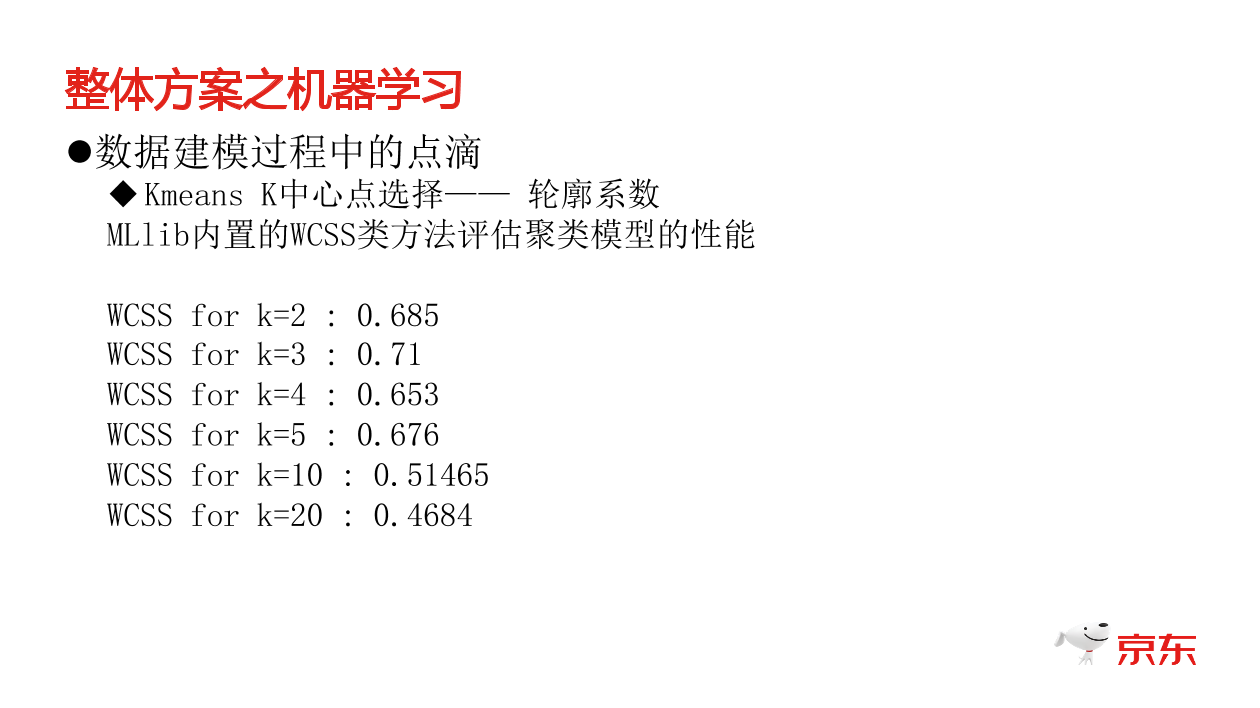 整体方案之机器学习
●数据建模过程中的点滴
◆Kmeans K中心点选择—— 轮廓系数
MLlib内置的WCSS类方法评估聚类模型的性能
WCSS for k=2 : 0.685
WCSS for k=3 : 0.71
WCSS for k=4 : 0.653
WCSS for k=5 : 0.676
WCSS for k=10 : 0.51465
WCSS for k=20 : 0.4684
京东